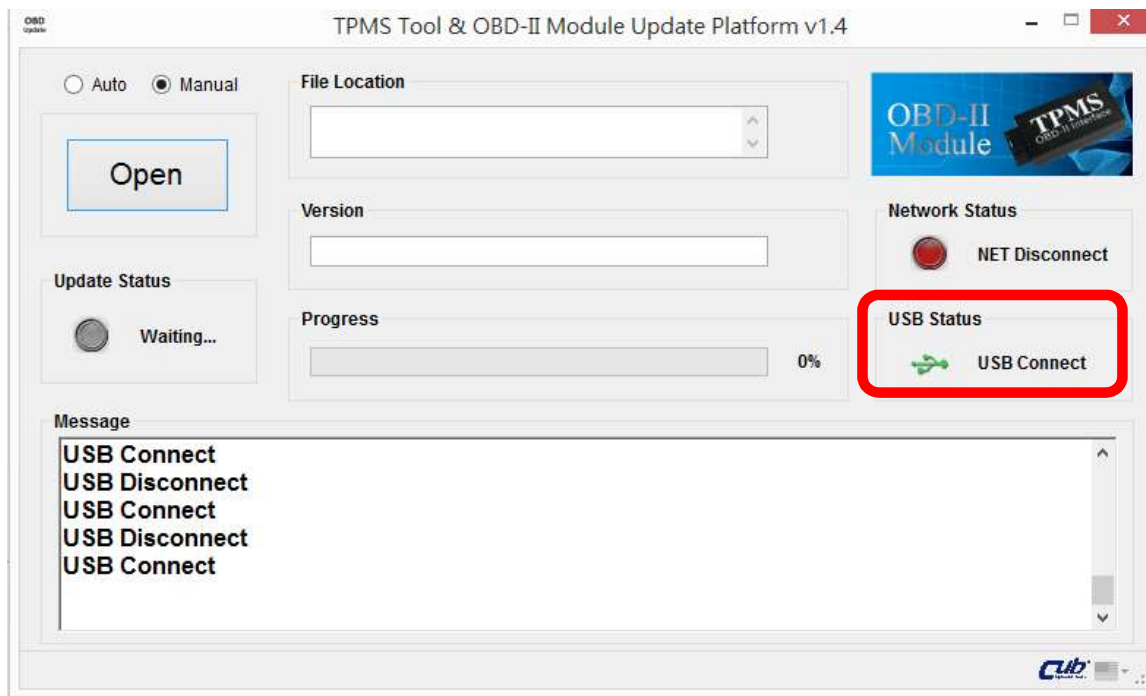 OBD
Update
TPMS Tool & OBD-II Module Update Platform v1.4
Auto
Manual
Open
File Location
OBD-II
Module
TPMS
OBD-II Interface
Version
Network Status
NET Disconnect
Update Status
Waiting...
Progress
0%
USB Status
USB Connect
Message
USB Connect
USB Disconnect
USB Connect
USB Disconnect
USB Connect
cub